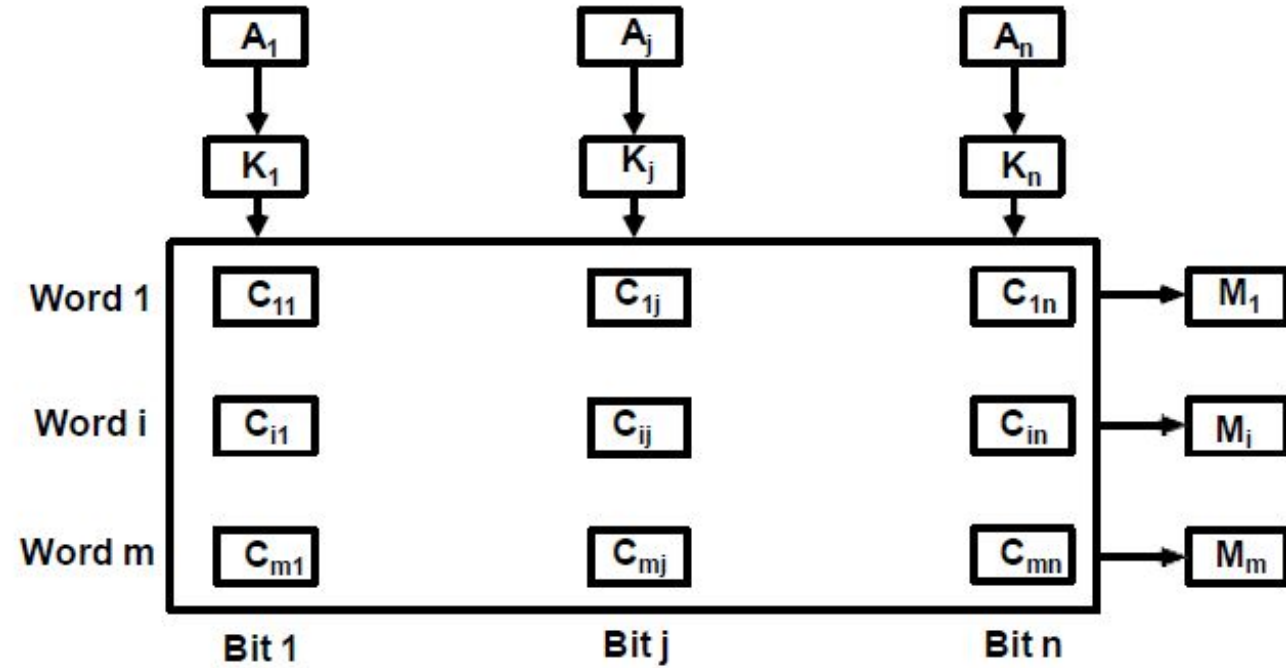 A₁ Aⱼ Aₙ
K₁ Kⱼ Kₙ
Word 1 C₁₁ C₁ⱼ C₁ₙ M₁
Word i Cᵢ₁ Cᵢⱼ Cᵢₙ Mᵢ
Word m Cₘ₁ Cₘⱼ Cₘₙ Mₘ
Bit 1 Bit j Bit n